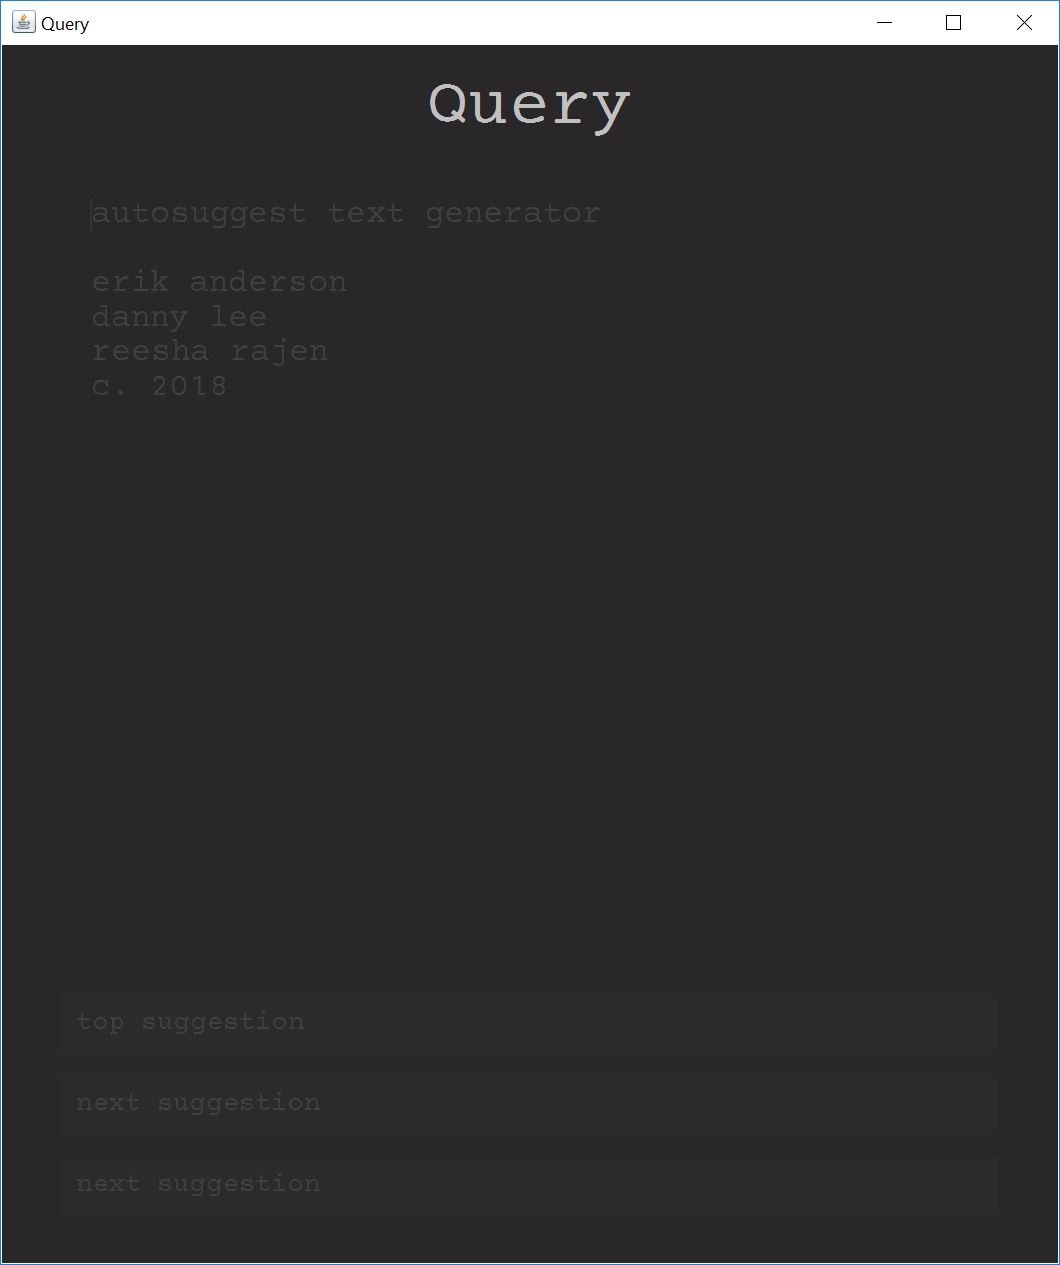 Query
Query
autosuggest text generator
erik anderson
danny lee
reesha rajen
c. 2018
top suggestion
next suggestion
next suggestion